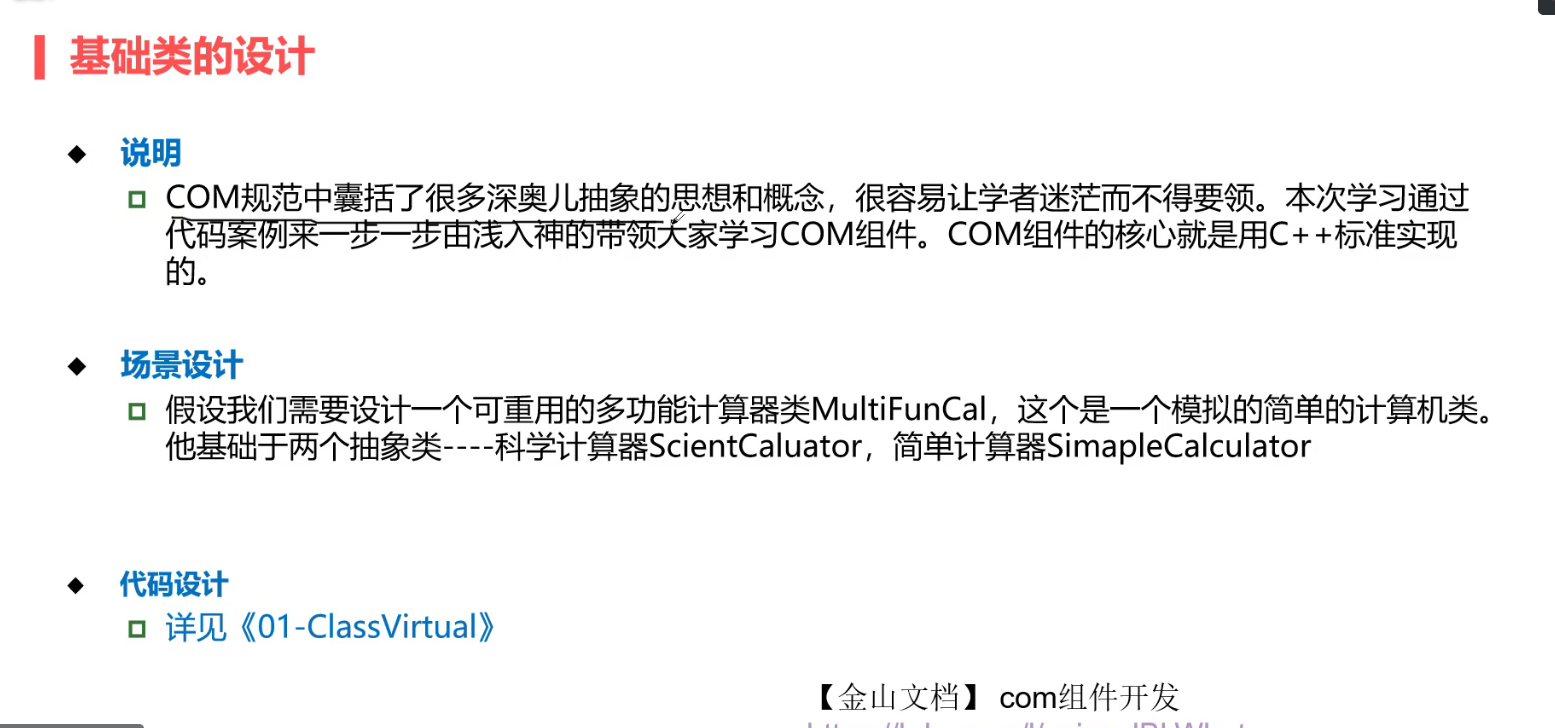 基础类的设计
说明
COM规范中囊括了很多深奥儿抽象的思想和概念，很容易让学者迷茫而不得要领。本次学习通过
代码案例来一步一步由浅入神的带领大家学习COM组件。COM组件的核心就是用C++标准实现
的。
场景设计
假设我们需要设计一个可重用的多功能计算器类MultiFunCal，这个是一个模拟的简单的计算机类。
他基础于两个抽象类----科学计算器ScientCaluator，简单计算器SimapleCalculator
代码设计
详见《01-ClassVirtual》
【金山文档】 com组件开发